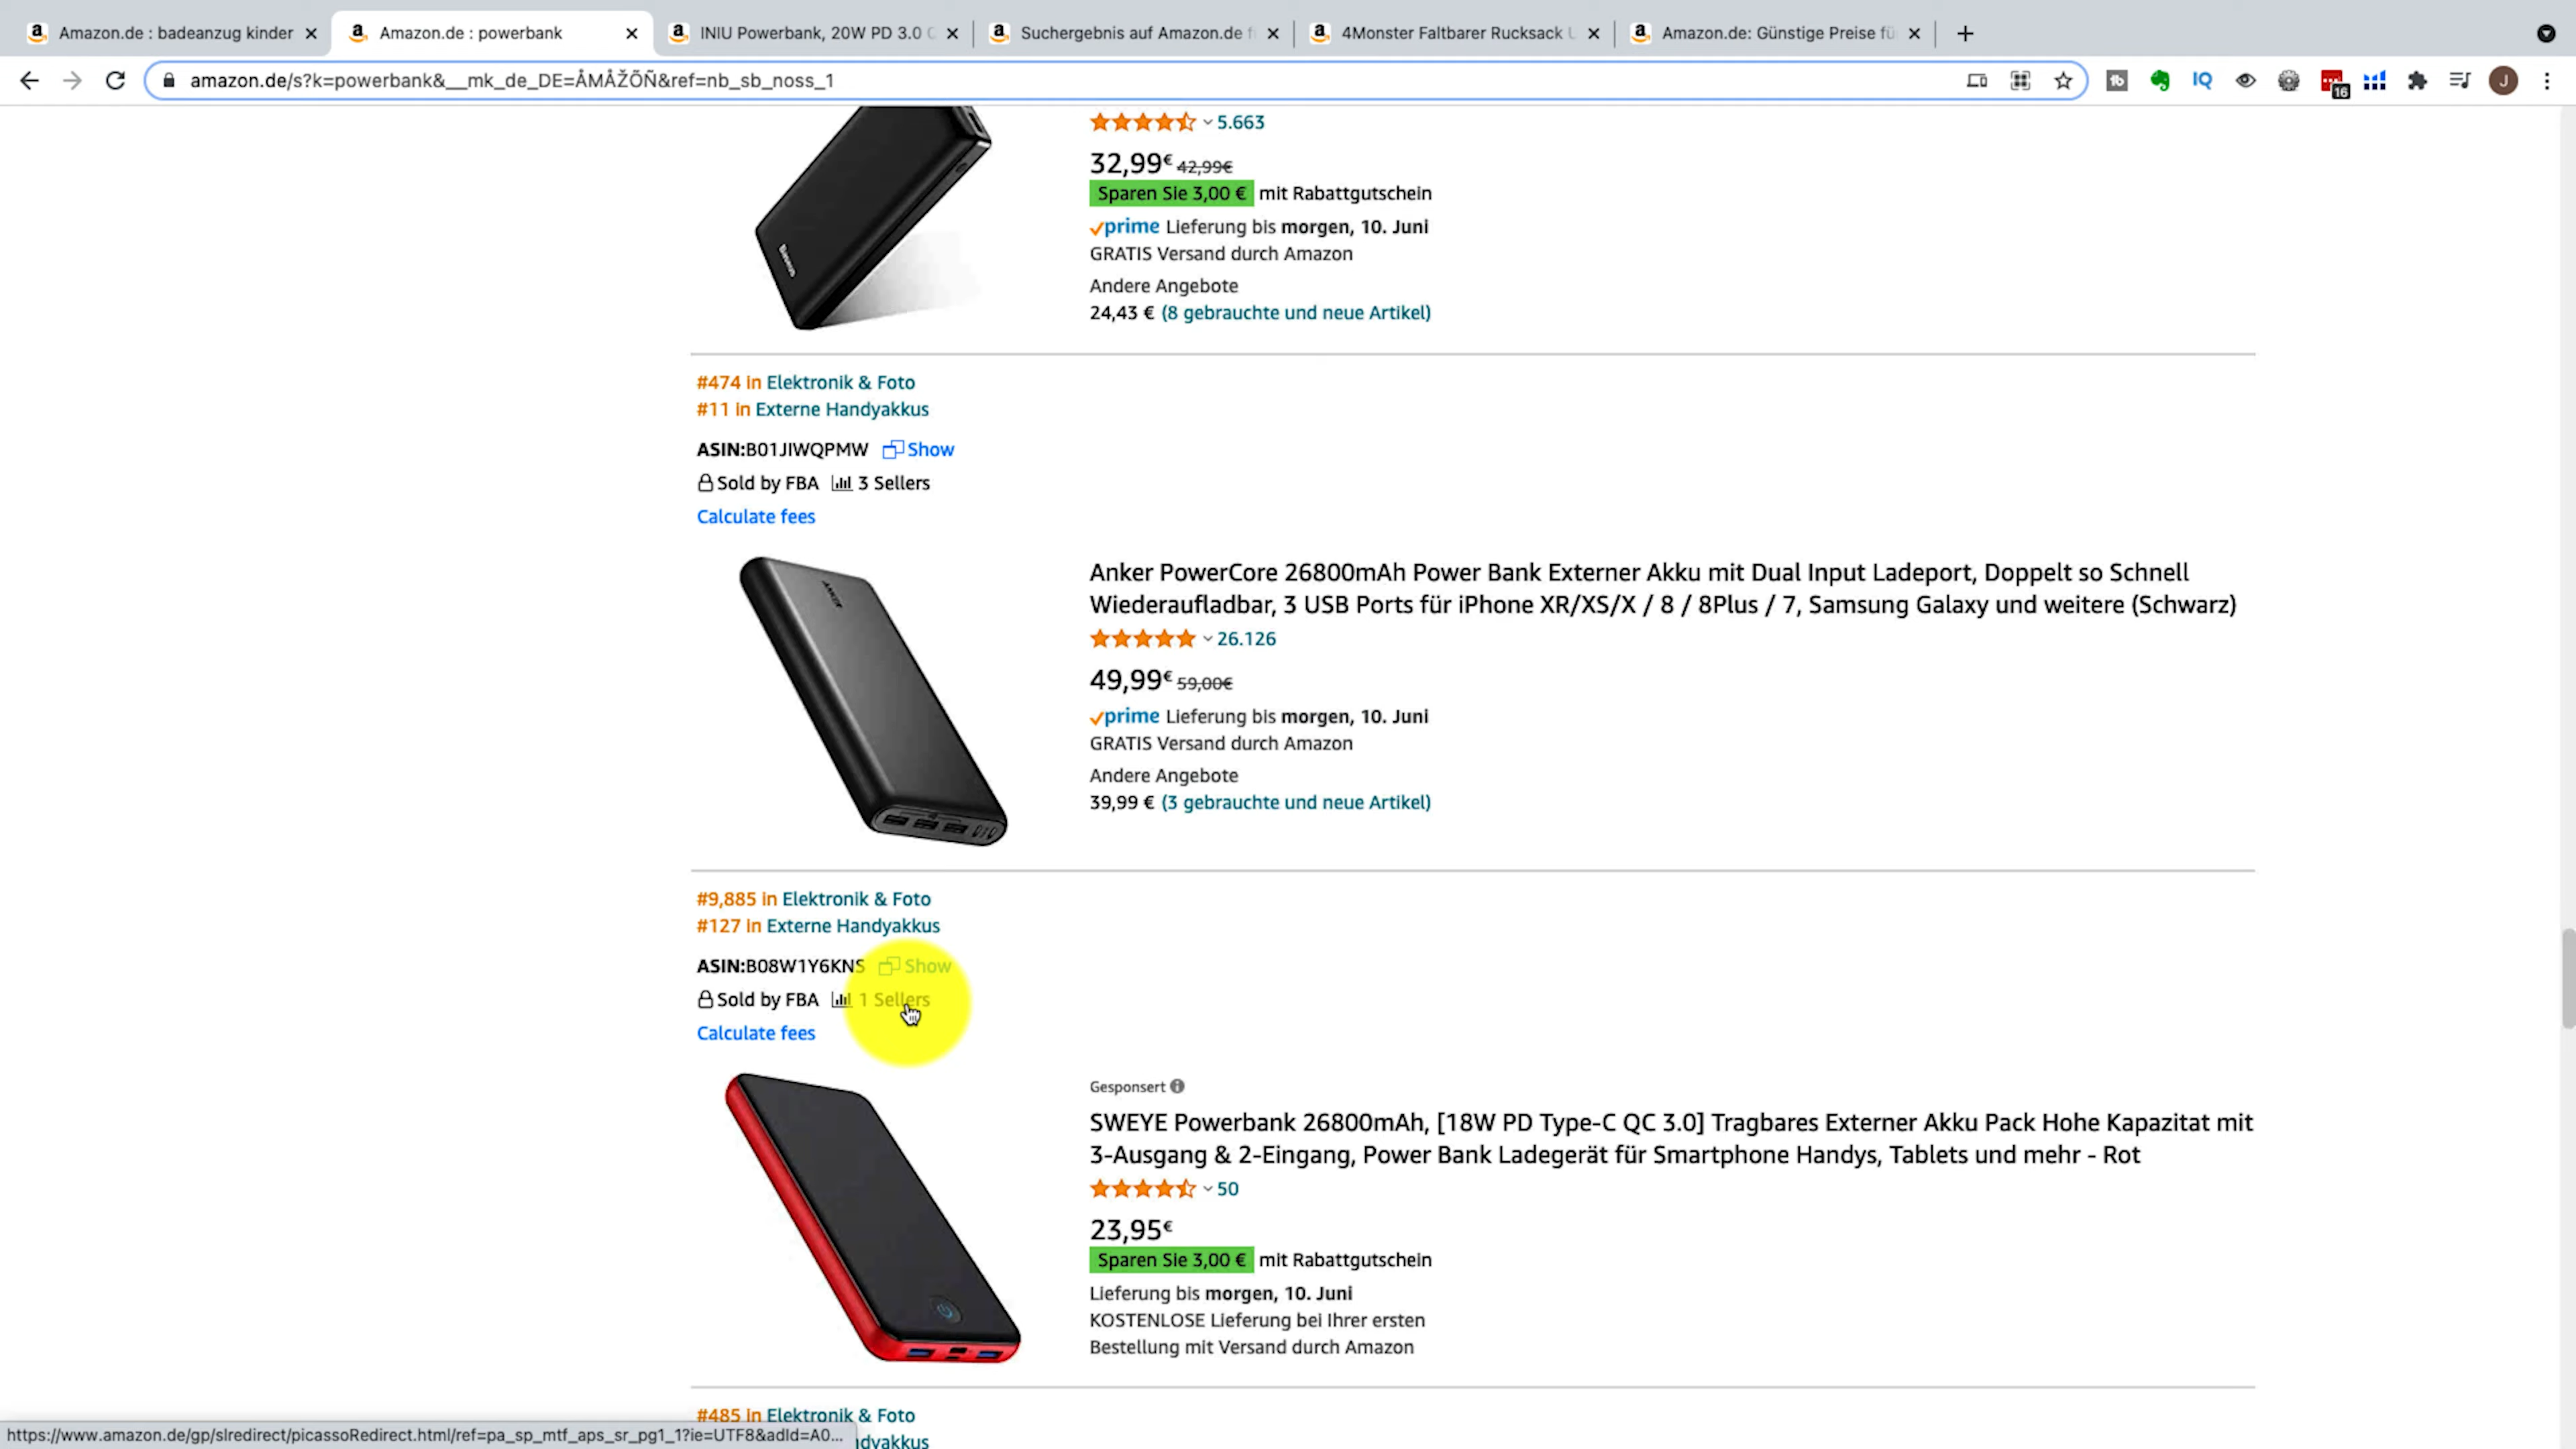 Amazon.de : badeanzug kinder
Amazon.de : powerbank
INIU Powerbank, 20W PD 3.0
Suchergebnis auf Amazon.de f
4Monster Faltbarer Rucksack
Amazon.de: Günstige Preise fü
amazon.de/s?k=powerbank&__mk_de_DE=ÅMÅŽÕÑ&ref=nb_sb_noss_1
IQ
16
J
Baseus
5.663
32,99€ 42,99€
Sparen Sie 3,00 € mit Rabattgutschein
prime Lieferung bis morgen, 10. Juni
GRATIS Versand durch Amazon
Andere Angebote
24,43 € (8 gebrauchte und neue Artikel)
#474 in Elektronik & Foto
#11 in Externe Handyakkus
ASIN:B01JIWQPMW Show
Sold by FBA 3 Sellers
Calculate fees
ANKER
Anker PowerCore 26800mAh Power Bank Externer Akku mit Dual Input Ladeport, Doppelt so Schnell
Wiederaufladbar, 3 USB Ports für iPhone XR/XS/X / 8 / 8Plus / 7, Samsung Galaxy und weitere (Schwarz)
26.126
49,99€ 59,00€
prime Lieferung bis morgen, 10. Juni
GRATIS Versand durch Amazon
Andere Angebote
39,99 € (3 gebrauchte und neue Artikel)
#9,885 in Elektronik & Foto
#127 in Externe Handyakkus
ASIN:B08W1Y6KNS Show
Sold by FBA 1 Sellers
Calculate fees
Gesponsert
SWEYE Powerbank 26800mAh, [18W PD Type-C QC 3.0] Tragbares Externer Akku Pack Hohe Kapazitat mit
3-Ausgang & 2-Eingang, Power Bank Ladegerät für Smartphone Handys, Tablets und mehr - Rot
50
23,95€
Sparen Sie 3,00 € mit Rabattgutschein
Lieferung bis morgen, 10. Juni
KOSTENLOSE Lieferung bei Ihrer ersten
Bestellung mit Versand durch Amazon
#485 in Elektronik & Foto
https://www.amazon.de/gp/slredirect/picassoRedirect.html/ref=pa_sp_mtf_aps_sr_pg1_1?ie=UTF8&adId=A0...